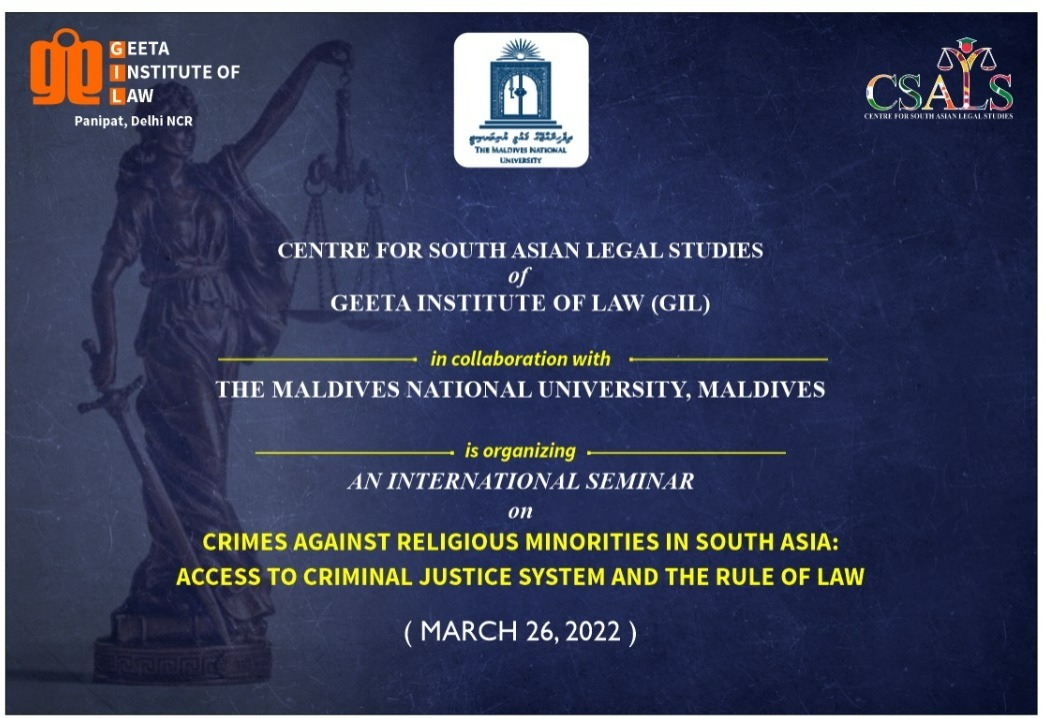 GEETA
INSTITUTE OF
LAW
Panipat, Delhi NCR
THE MALDIVES NATIONAL
UNIVERSITY
CSALS
CENTRE FOR SOUTH ASIAN LEGAL STUDIES
CENTRE FOR SOUTH ASIAN LEGAL STUDIES
of
GEETA INSTITUTE OF LAW (GIL)
in collaboration with
THE MALDIVES NATIONAL UNIVERSITY, MALDIVES
is organizing
AN INTERNATIONAL SEMINAR
on
CRIMES AGAINST RELIGIOUS MINORITIES IN SOUTH ASIA:
ACCESS TO CRIMINAL JUSTICE SYSTEM AND THE RULE OF LAW
( MARCH 26, 2022 )